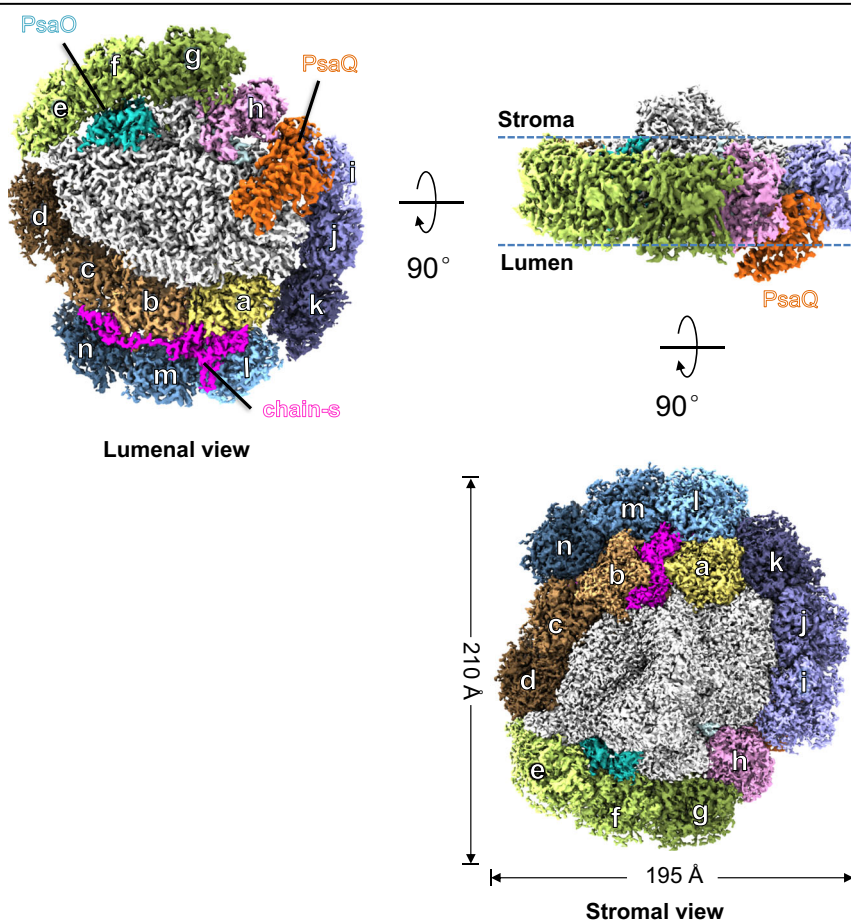 PsaO
f
g
e
h
PsaQ
i
d
j
c
b
a
k
n
m
l
chain-s
Lumenal view
90°
Stroma
Lumen
PsaQ
90°
m
l
n
b
a
k
c
j
d
i
e
h
f
g
210 Å
195 Å
Stromal view